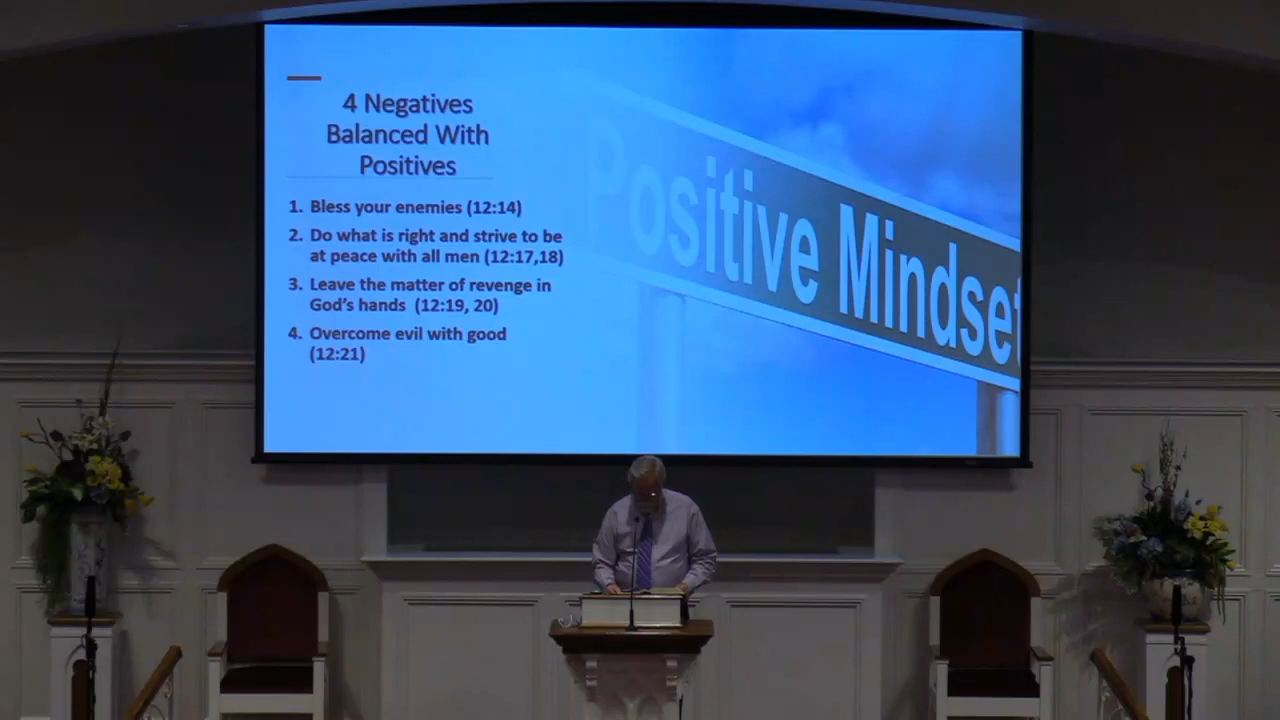 4 Negatives
Balanced With
Positives
1. Bless your enemies (12:14)
2. Do what is right and strive to be
at peace with all men (12:17,18)
3. Leave the matter of revenge in
God's hands (12:19, 20)
4. Overcome evil with good
(12:21)
Positive Mindset